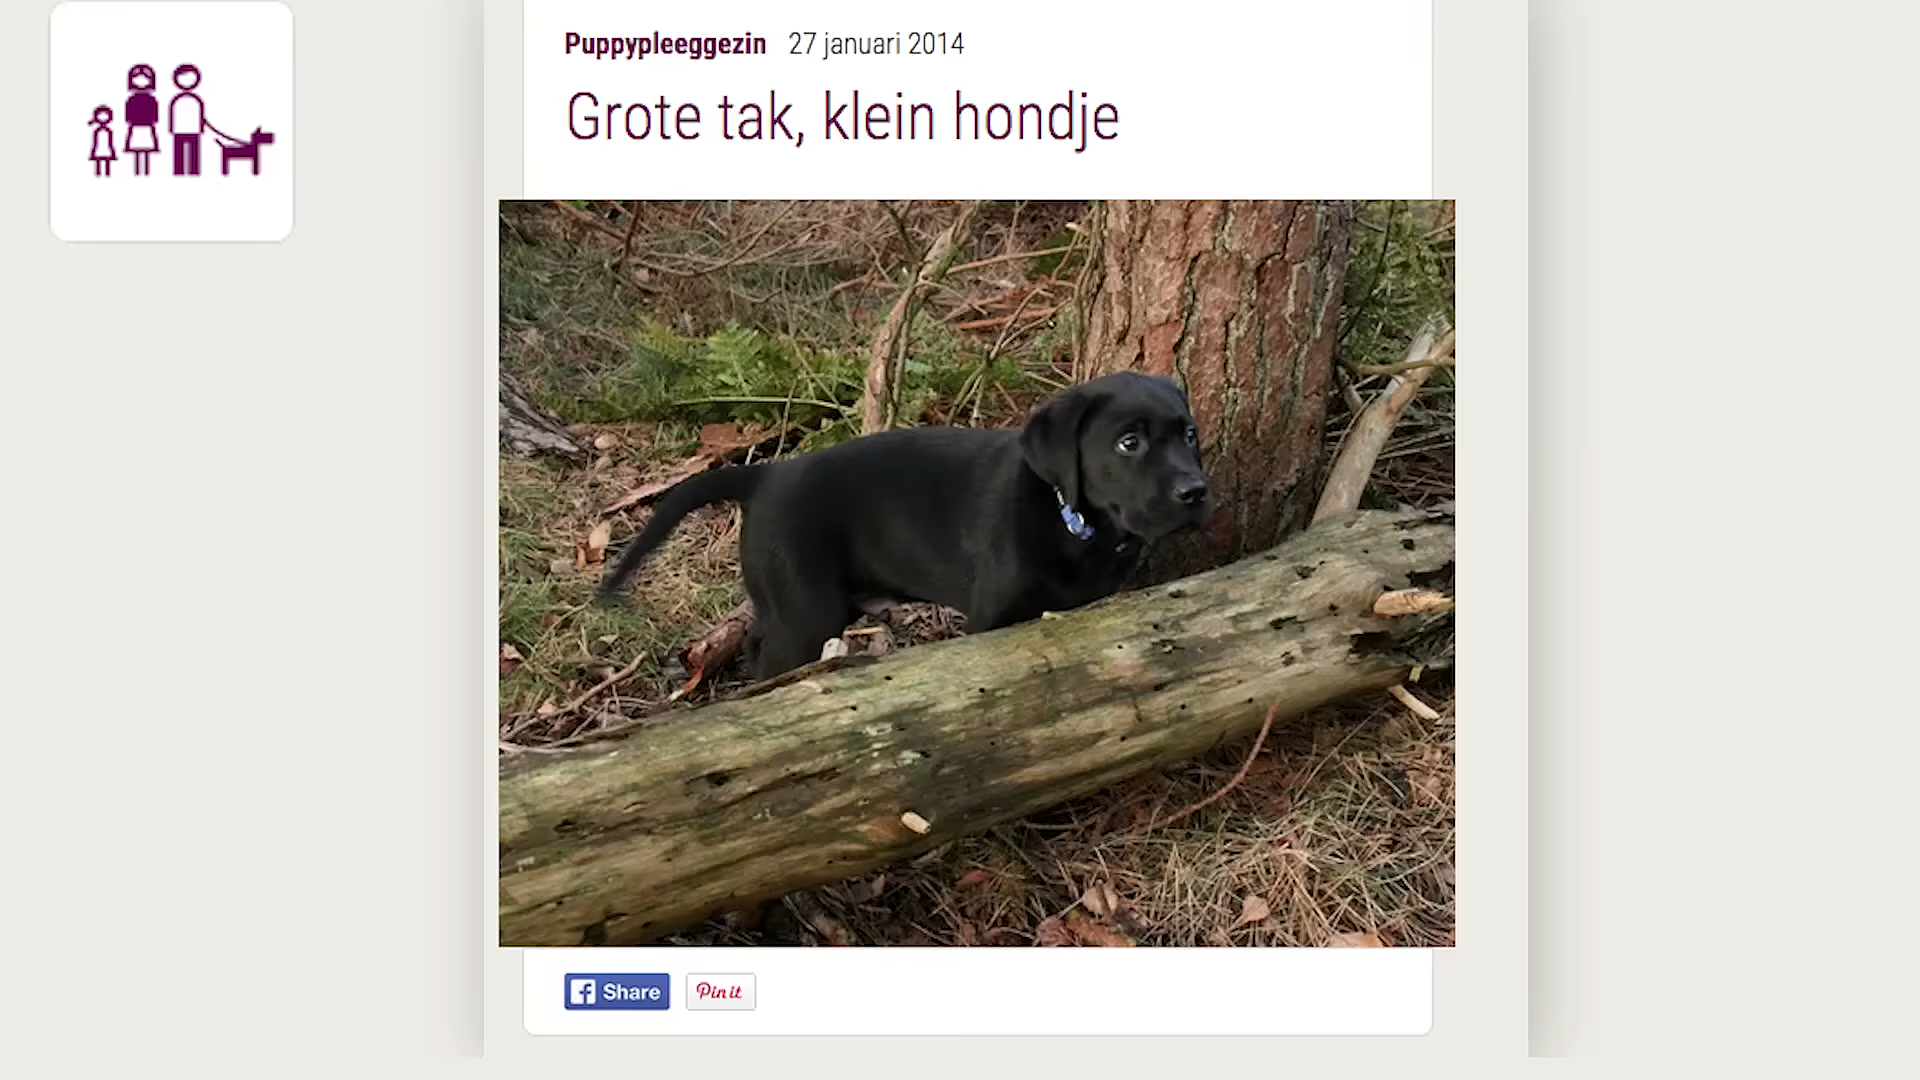 Puppypleeggezin 27 januari 2014
Grote tak, klein hondje
Share
Pin it